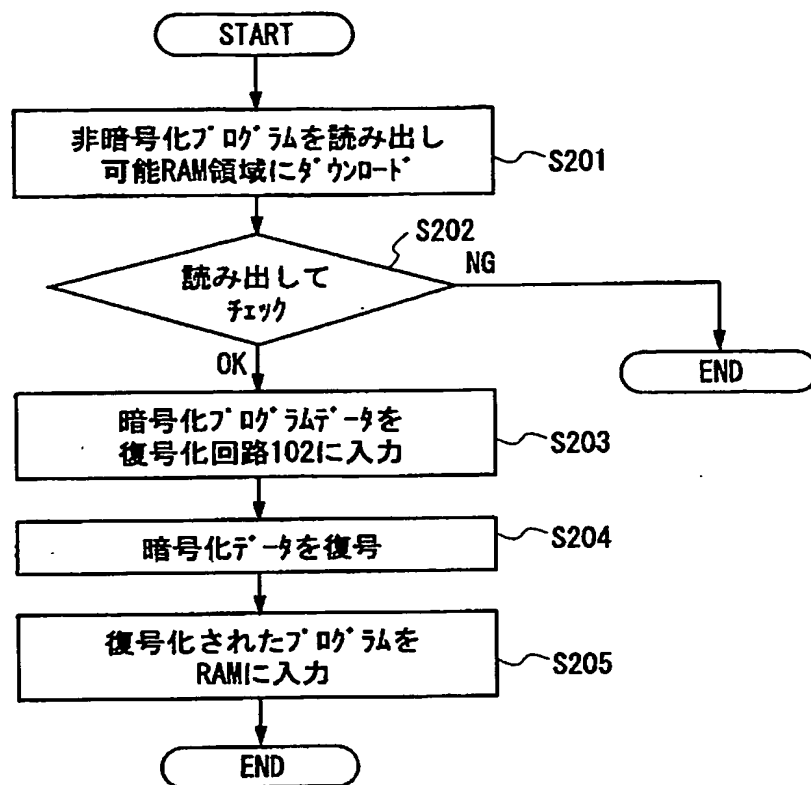 START
非暗号化ﾌﾟﾛｸﾞﾗﾑを読み出し
可能RAM領域にﾀﾞｳﾝﾛｰﾄﾞ
S201
S202
読み出して
ﾁｪｯｸ
NG
OK
END
暗号化ﾌﾟﾛｸﾞﾗﾑﾃﾞｰﾀを
復号化回路102に入力
S203
暗号化ﾃﾞｰﾀを復号
S204
復号化されたﾌﾟﾛｸﾞﾗﾑを
RAMに入力
S205
END